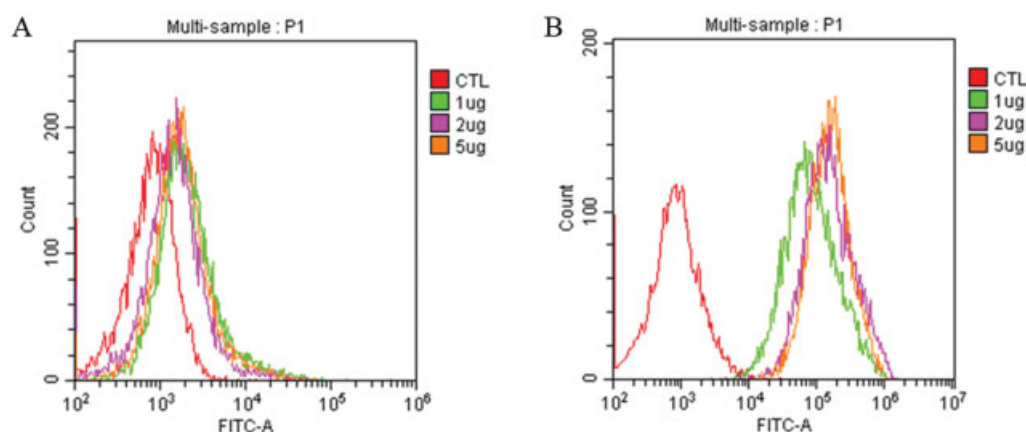 A
Multi-sample : P1
Count
200
100
0
10^2 10^3 10^4 10^5 10^6
FITC-A
CTL
1ug
2ug
5ug
B
Multi-sample : P1
Count
200
100
0
10^2 10^3 10^4 10^5 10^6 10^7
FITC-A
CTL
1ug
2ug
5ug